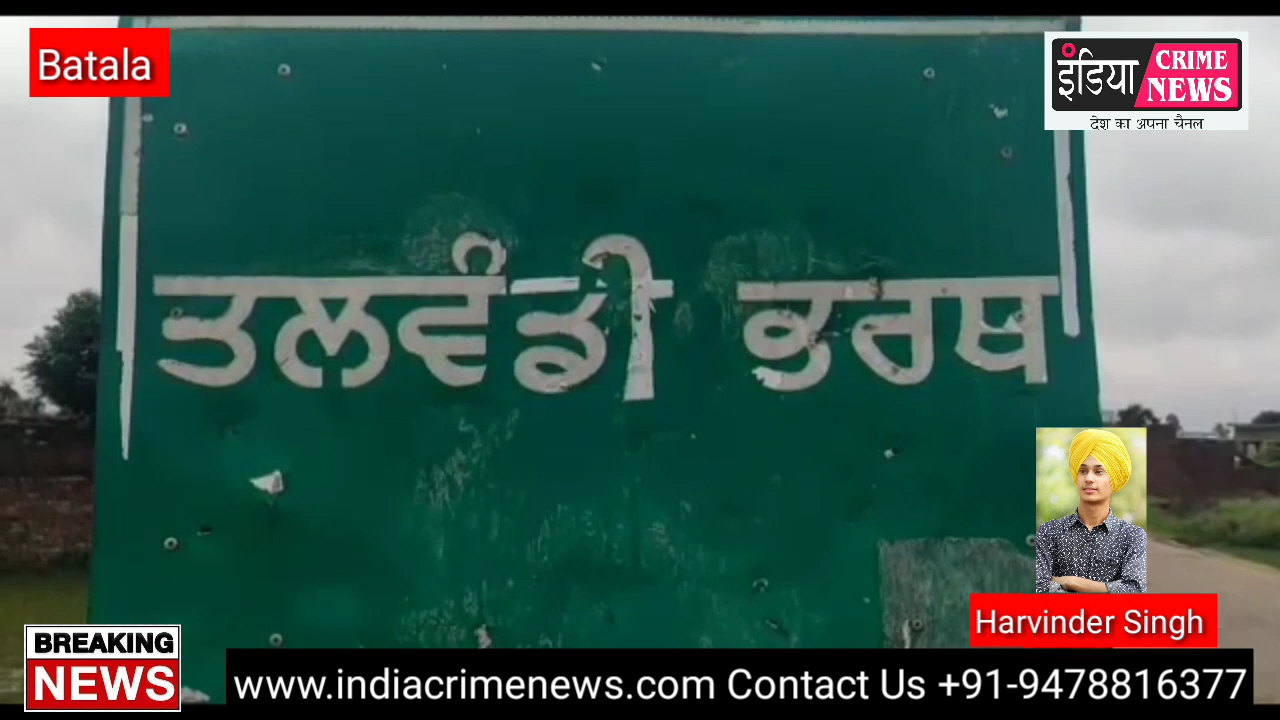 Batala
इंडिया CRIME NEWS
देश का अपना चैनल
ਤਲਵੰਡੀ ਭਰਥ
Harvinder Singh
BREAKING
NEWS
www.indiacrimenews.com Contact Us +91-9478816377